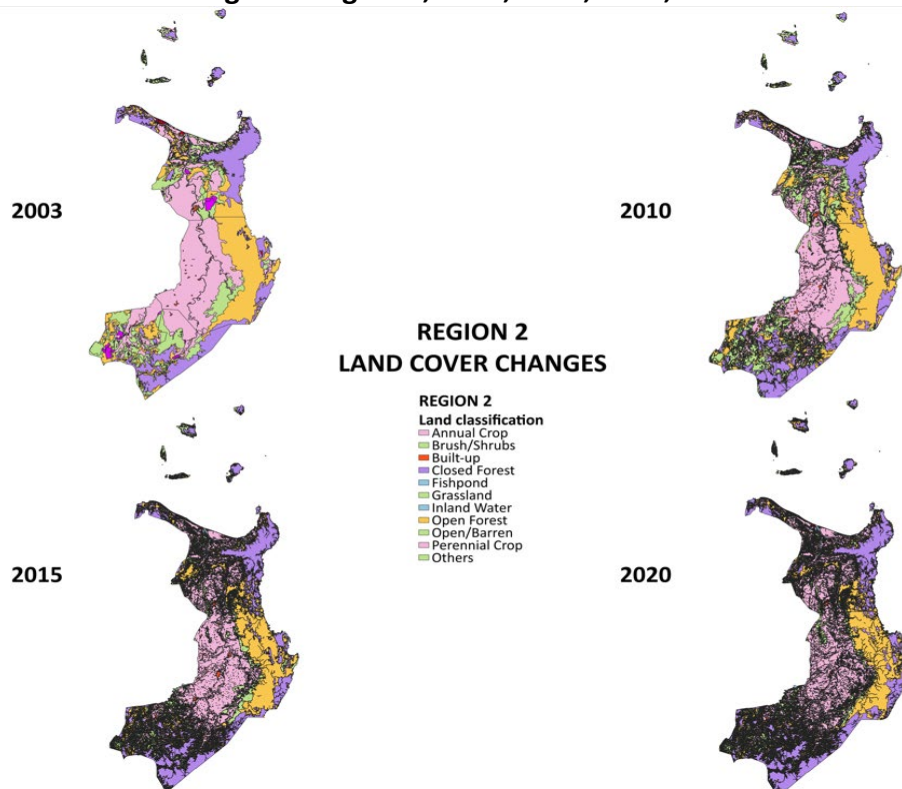 2003
2010
REGION 2
LAND COVER CHANGES
REGION 2
Land classification
Annual Crop
Brush/Shrubs
Built-up
Closed Forest
Fishpond
Grassland
Inland Water
Open Forest
Open/Barren
Perennial Crop
Others
2015
2020